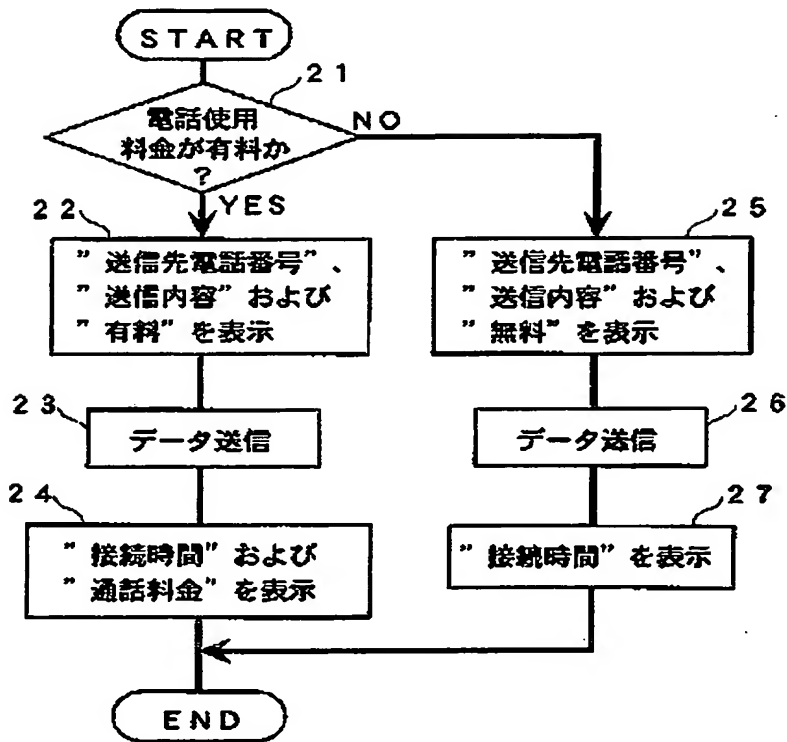 START
21
電話使用
料金が有料か
?
NO
YES
22
”送信先電話番号”、
”送信内容”および
”有料”を表示
23
データ送信
24
”接続時間”および
”通話料金”を表示
25
”送信先電話番号”、
”送信内容”および
”無料”を表示
26
データ送信
27
”接続時間”を表示
END